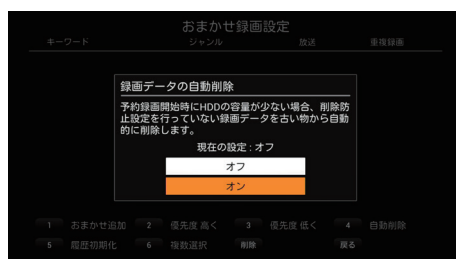 おまかせ録画設定
キーワード ジャンル 放送 重複録画
録画データの自動削除
予約録画開始時にHDDの容量が少ない場合、削除防
止設定を行っていない録画データを古い物から自動
的に削除します。
現在の設定 : オフ
オフ
オン
1 おまかせ追加 2 優先度 高く 3 優先度 低く 4 自動削除
5 履歴初期化 6 複数選択 削除 戻る